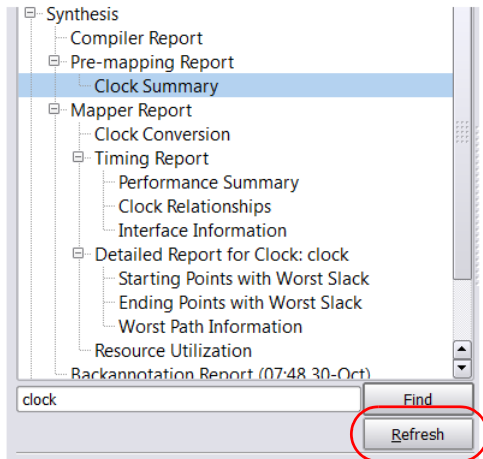 Synthesis
Compiler Report
Pre-mapping Report
Clock Summary
Mapper Report
Clock Conversion
Timing Report
Performance Summary
Clock Relationships
Interface Information
Detailed Report for Clock: clock
Starting Points with Worst Slack
Ending Points with Worst Slack
Worst Path Information
Resource Utilization
Backannotation Report (07:48 30-Oct)
clock Find
Refresh